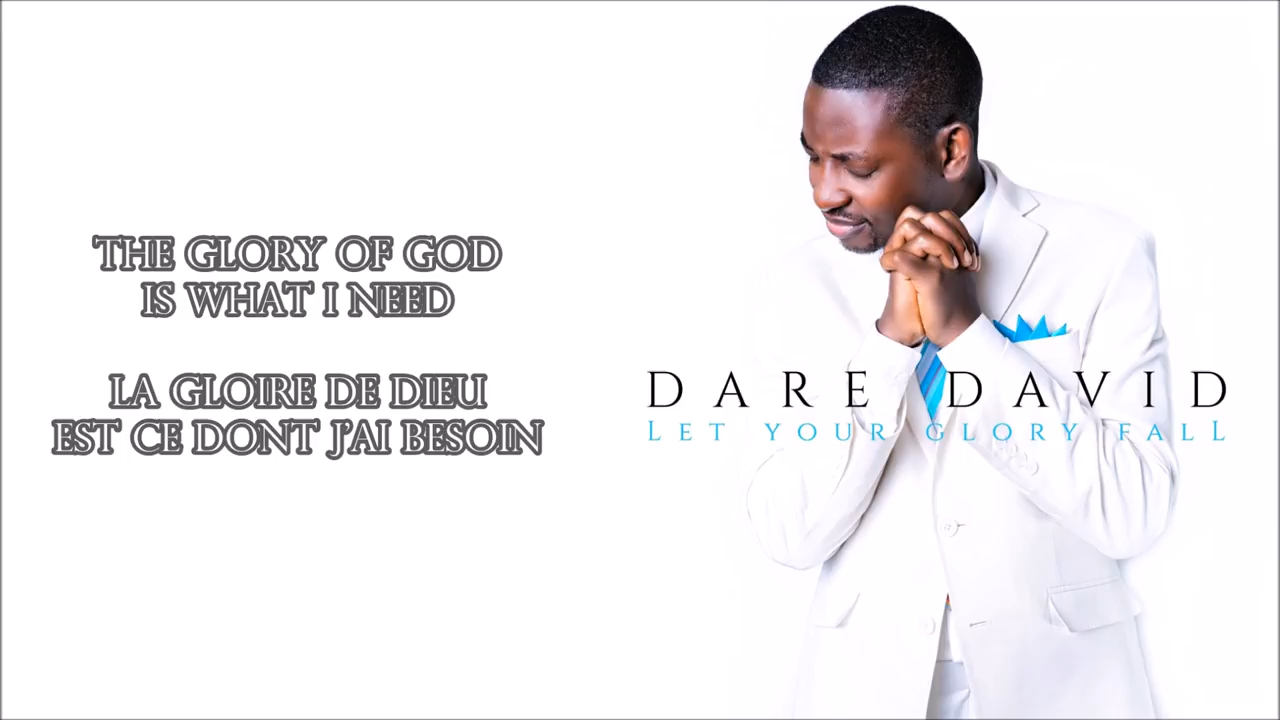 THE GLORY OF GOD
IS WHAT I NEED
LA GLOIRE DE DIEU
EST CE DONT J'AI BESOIN
DARE DAVID
LET YOUR GLORY FALL